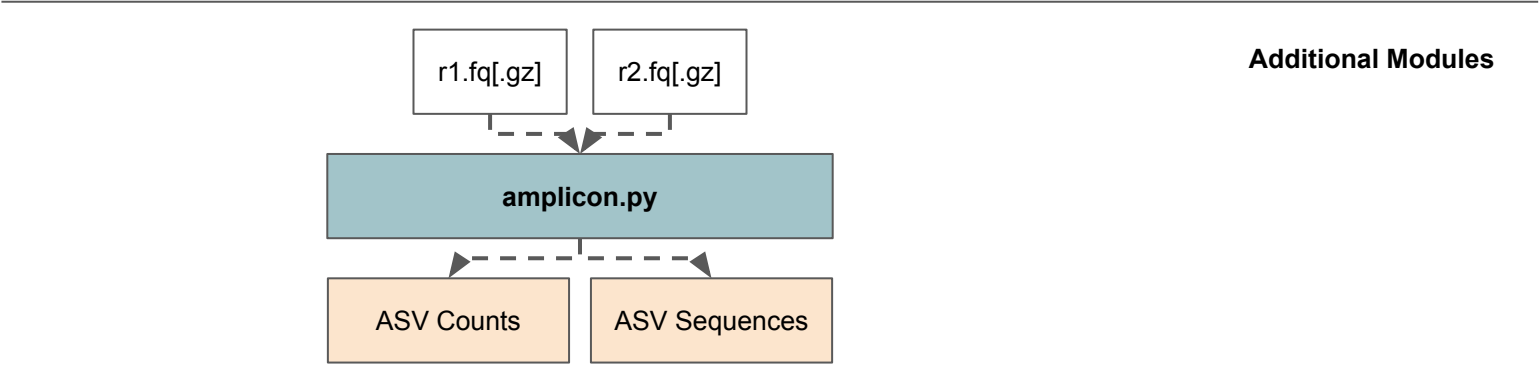 Additional Modules
r1.fq[.gz]
r2.fq[.gz]
amplicon.py
ASV Counts
ASV Sequences